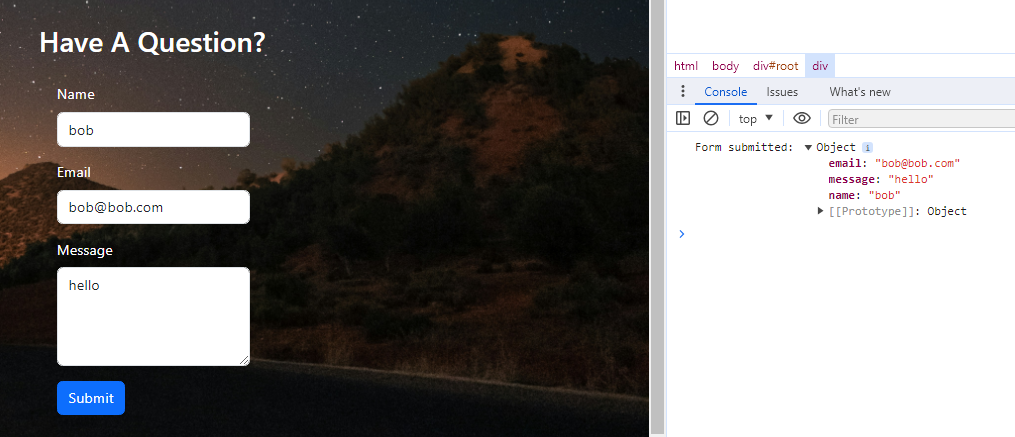 Have A Question?
Name
bob
Email
bob@bob.com
Message
hello
Submit
html body div#root div
Console Issues What's new
top Filter
Form submitted: Object i
email: "bob@bob.com"
message: "hello"
name: "bob"
[[Prototype]]: Object